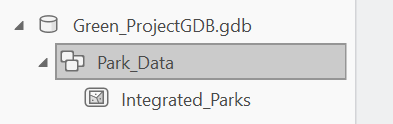 Green_ProjectGDB.gdb
Park_Data
Integrated_Parks